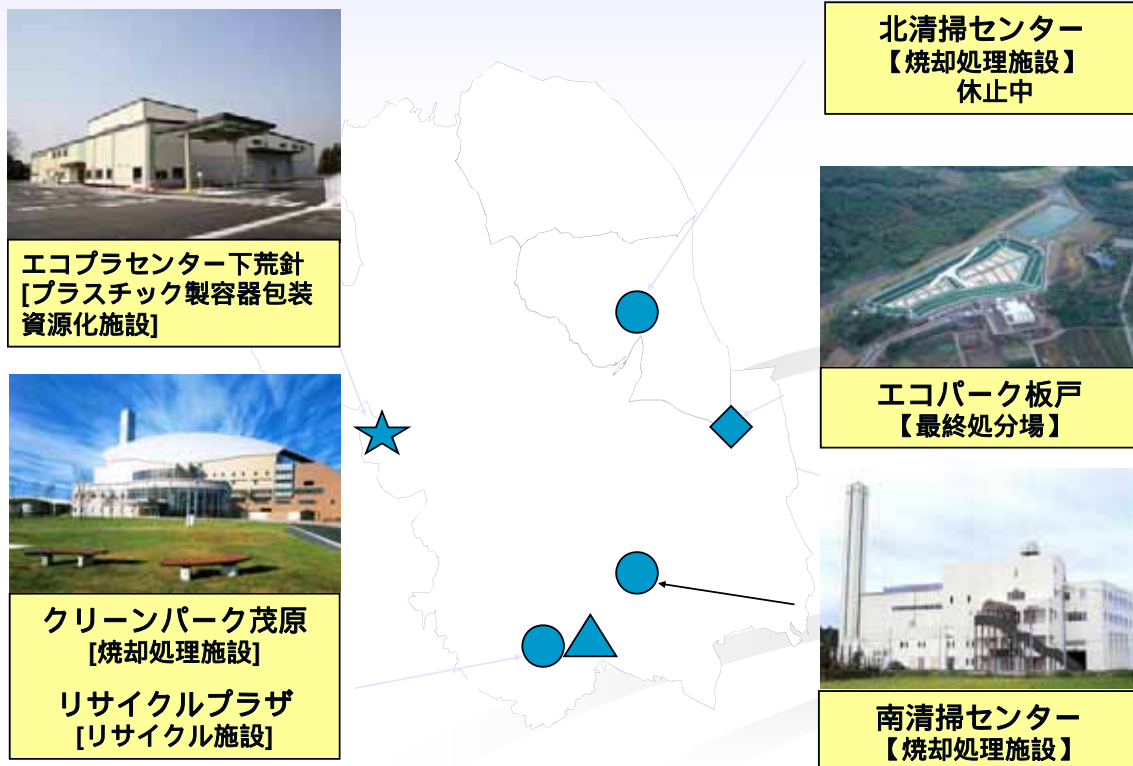 エコプラセンター下荒針
[プラスチック製容器包装
資源化施設]
クリーンパーク茂原
[焼却処理施設]
リサイクルプラザ
[リサイクル施設]
北清掃センター
【焼却処理施設】
休止中
エコパーク板戸
【最終処分場】
南清掃センター
【焼却処理施設】